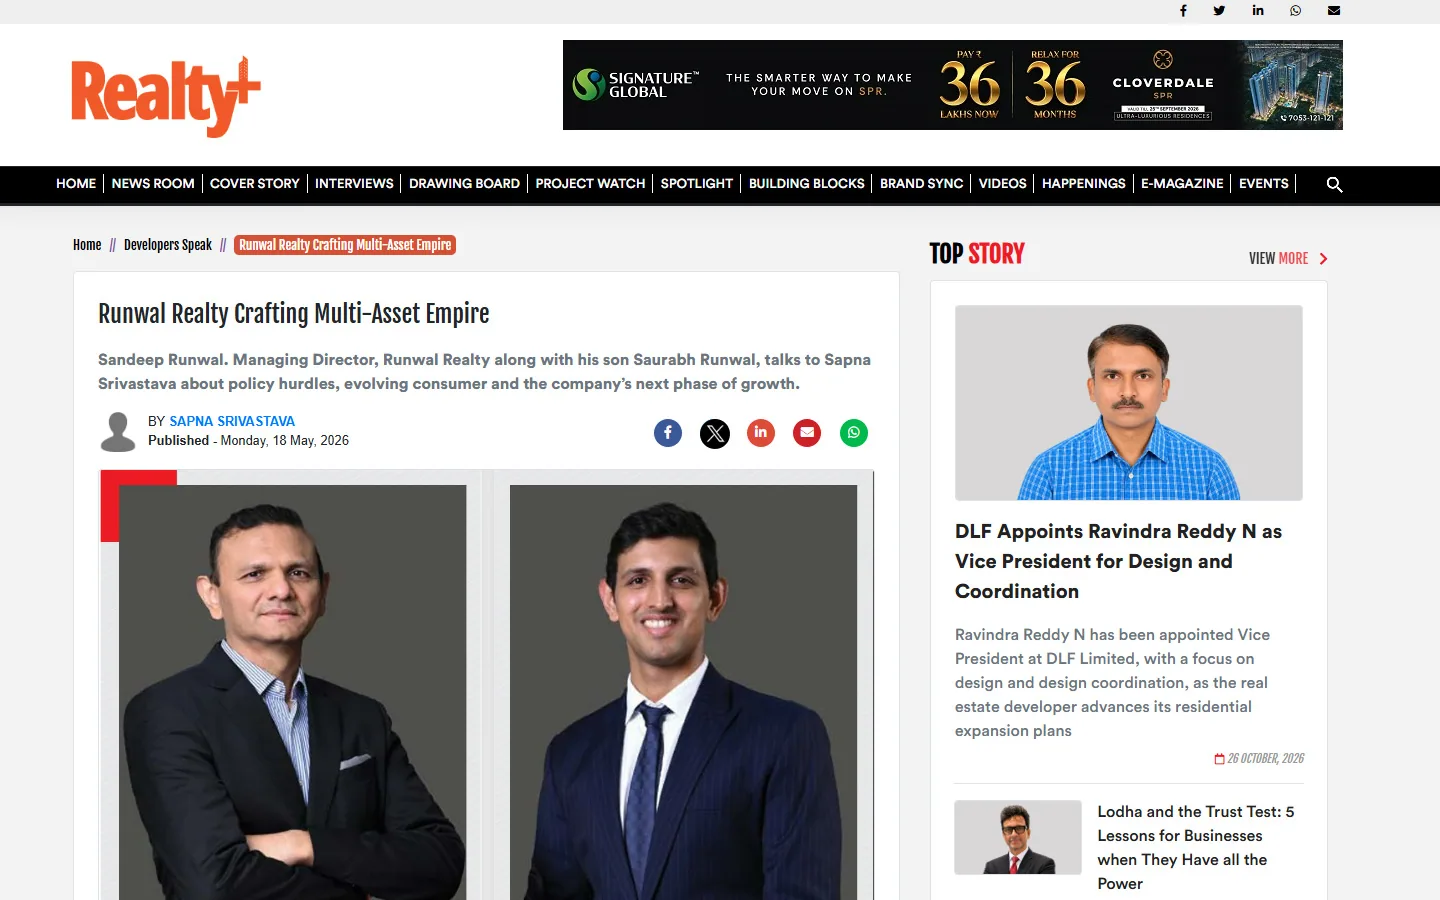 Realty+
SIGNATURE™
GLOBAL
THE SMARTER WAY TO MAKE
YOUR MOVE ON SPR.
PAY ₹
36
LAKHS NOW
RELAX FOR
36
MONTHS
CLOVERDALE
SPR
VALID TILL 25TH SEPTEMBER 2026
ULTRA-LUXURIOUS RESIDENCES
7053-121-121
HOME
NEWS ROOM
COVER STORY
INTERVIEWS
DRAWING BOARD
PROJECT WATCH
SPOTLIGHT
BUILDING BLOCKS
BRAND SYNC
VIDEOS
HAPPENINGS
E-MAGAZINE
EVENTS
Home // Developers Speak // Runwal Realty Crafting Multi-Asset Empire
Runwal Realty Crafting Multi-Asset Empire
Sandeep Runwal. Managing Director, Runwal Realty along with his son Saurabh Runwal, talks to Sapna
Srivastava about policy hurdles, evolving consumer and the company's next phase of growth.
BY SAPNA SRIVASTAVA
Published - Monday, 18 May, 2026
TOP STORY
VIEW MORE
DLF Appoints Ravindra Reddy N as
Vice President for Design and
Coordination
Ravindra Reddy N has been appointed Vice
President at DLF Limited, with a focus on
design and design coordination, as the real
estate developer advances its residential
expansion plans
26 OCTOBER, 2026
Lodha and the Trust Test: 5
Lessons for Businesses
when They Have all the
Power